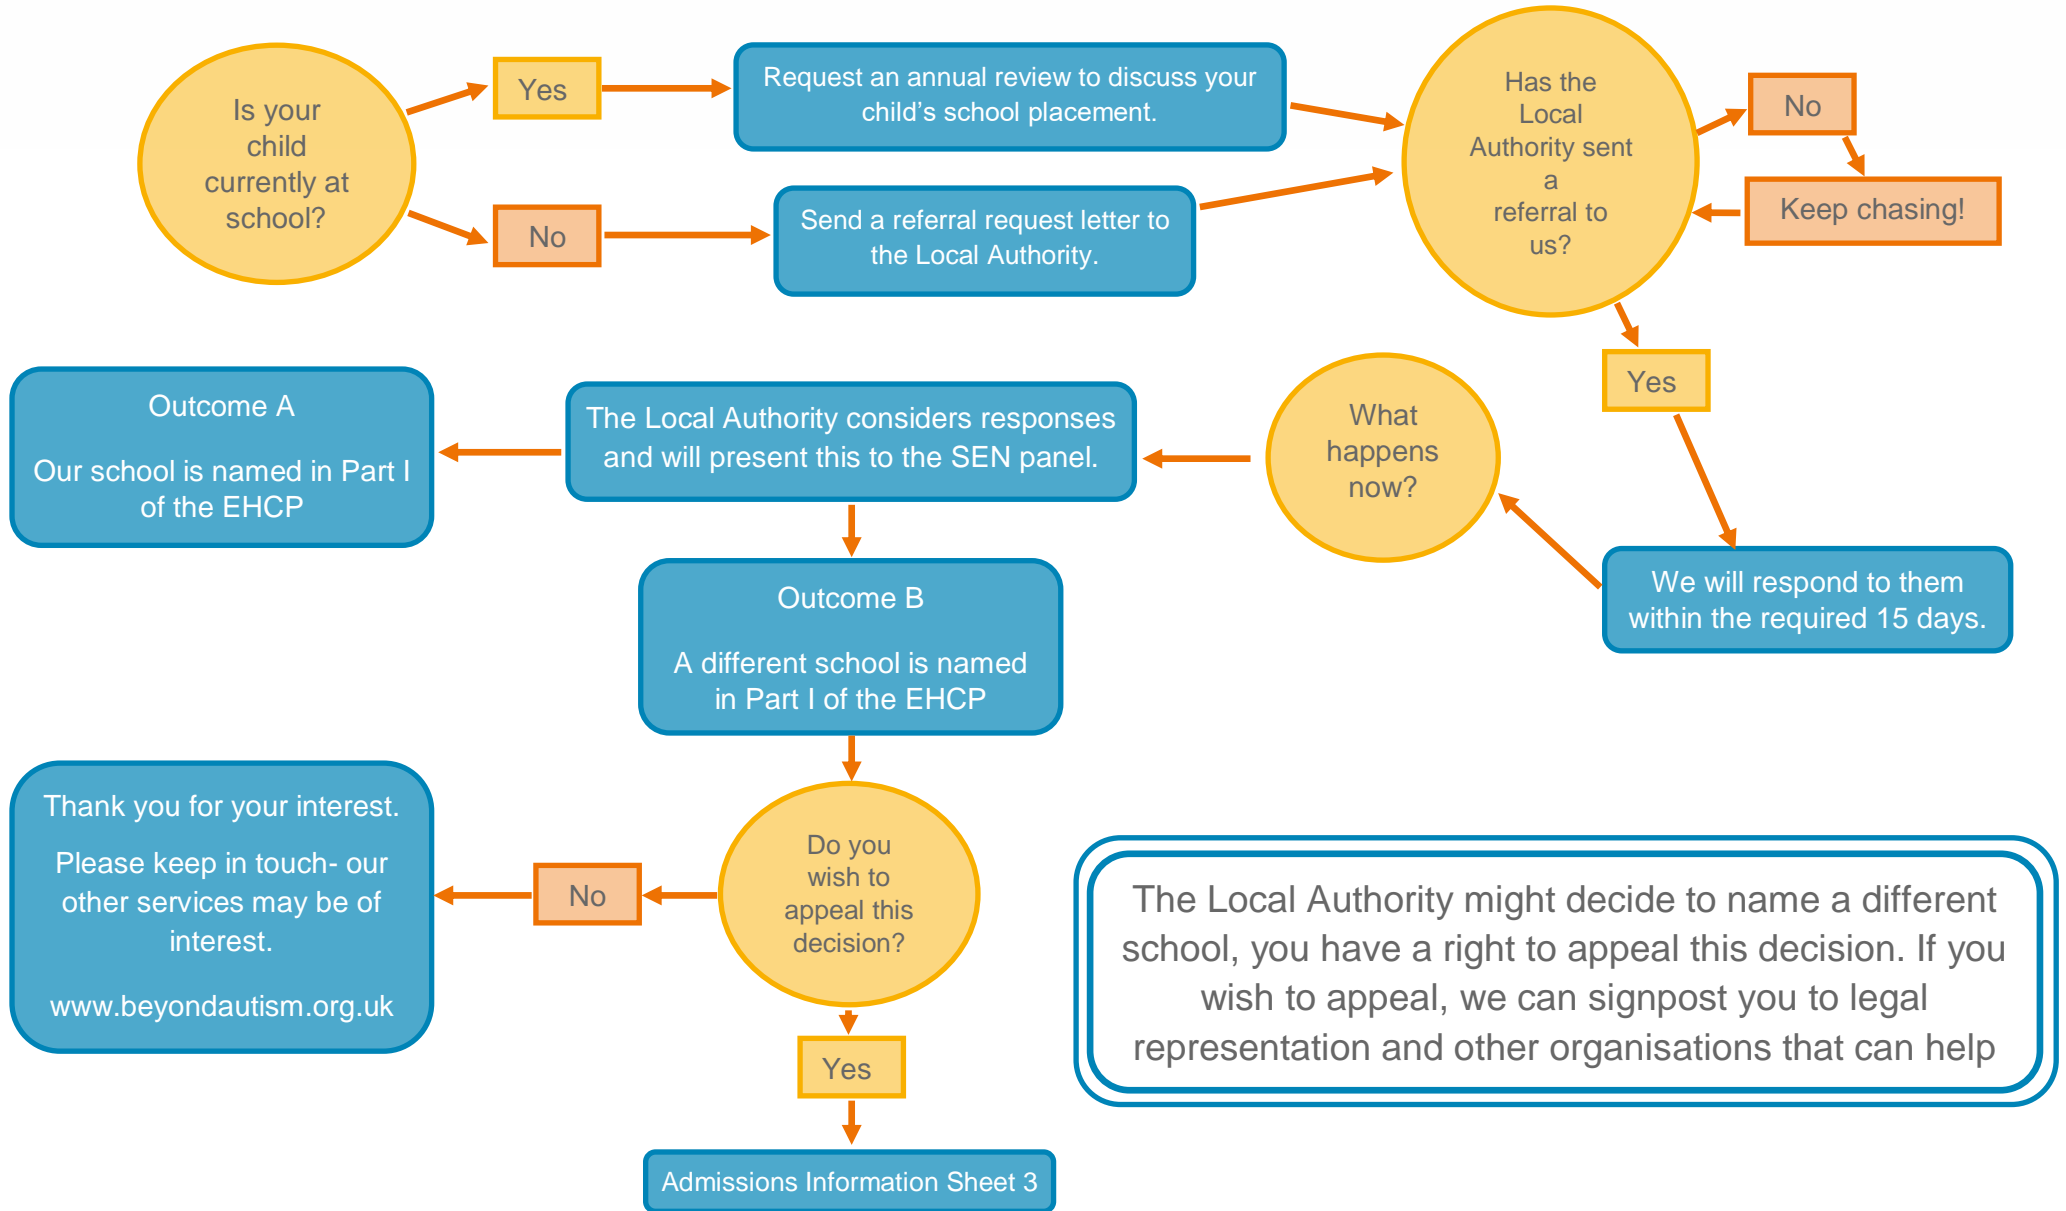 Is your
child
currently at
school?
Yes
Request an annual review to discuss your
child's school placement.
No
Send a referral request letter to
the Local Authority.
Has the
Local
Authority sent
a
referral to
us?
No
Keep chasing!
Yes
We will respond to them
within the required 15 days.
What
happens
now?
The Local Authority considers responses
and will present this to the SEN panel.
Outcome A
Our school is named in Part I
of the EHCP
Outcome B
A different school is named
in Part I of the EHCP
Do you
wish to
appeal this
decision?
No
Thank you for your interest.
Please keep in touch- our
other services may be of
interest.
www.beyondautism.org.uk
Yes
Admissions Information Sheet 3
The Local Authority might decide to name a different
school, you have a right to appeal this decision. If you
wish to appeal, we can signpost you to legal
representation and other organisations that can help